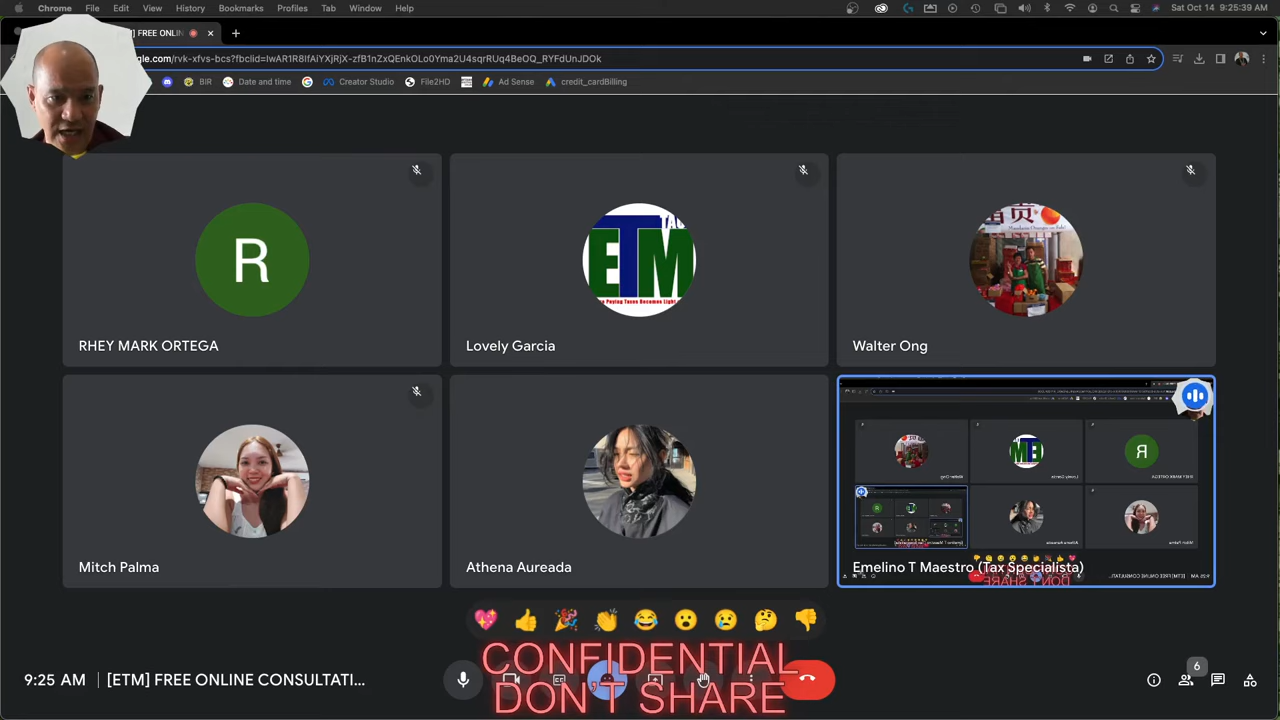 Chrome File Edit View History Bookmarks Profiles Tab Window Help Sat Oct 14 9:25:39 AM
[ETM] FREE ONLIN
gle.com/rvk-xfvs-bcs?fbclid=IwAR1R8IfAiYXjRjX-zfB1nZxQEnkOLo0Yma2U4sqrRUq4BeOQ_RYFdUnJDOk
BIR Date and time Creator Studio File2HD Ad Sense credit_cardBilling
R
ETM
RHEY MARK ORTEGA
Lovely Garcia
Walter Ong
Mitch Palma
Athena Aureada
Emelino T Maestro (Tax Specialista)
CONFIDENTIAL
DON'T SHARE
9:25 AM | [ETM] FREE ONLINE CONSULTATI...
6